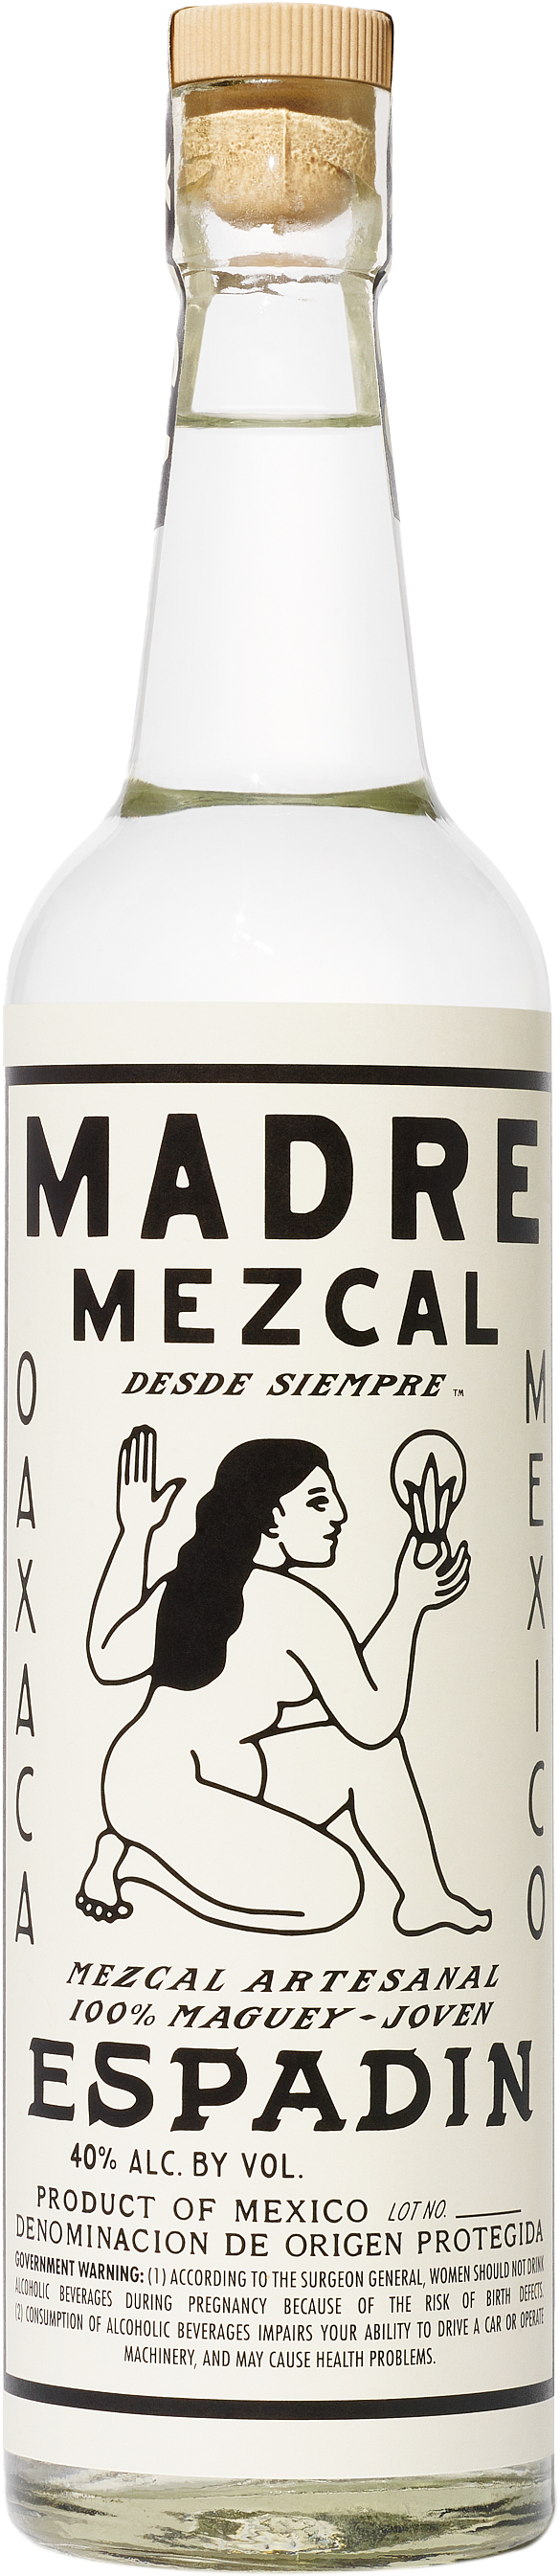 MADRE
MEZCAL
DESDE SIEMPRE ™
OAXACA
MEXICO
MEZCAL ARTESANAL
100% MAGUEY - JOVEN
ESPADIN
40% ALC. BY VOL.
PRODUCT OF MEXICO LOT NO. ____
DENOMINACION DE ORIGEN PROTEGIDA
GOVERNMENT WARNING: (1) ACCORDING TO THE SURGEON GENERAL, WOMEN SHOULD NOT DRINK
ALCOHOLIC BEVERAGES DURING PREGNANCY BECAUSE OF THE RISK OF BIRTH DEFECTS.
(2) CONSUMPTION OF ALCOHOLIC BEVERAGES IMPAIRS YOUR ABILITY TO DRIVE A CAR OR OPERATE
MACHINERY, AND MAY CAUSE HEALTH PROBLEMS.